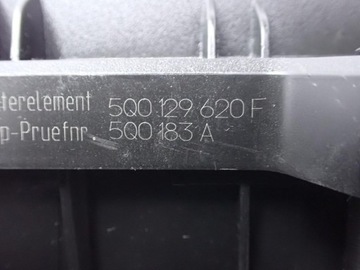 terelement 5Q0 129 620 F
p-Pruefnr. 5Q0 183 A